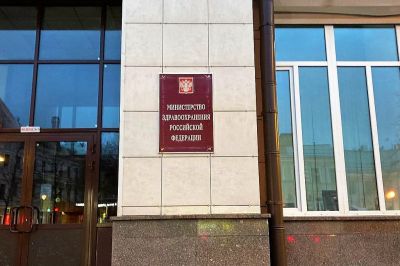 МИНИСТЕРСТВО
ЗДРАВООХРАНЕНИЯ
РОССИЙСКОЙ
ФЕДЕРАЦИИ